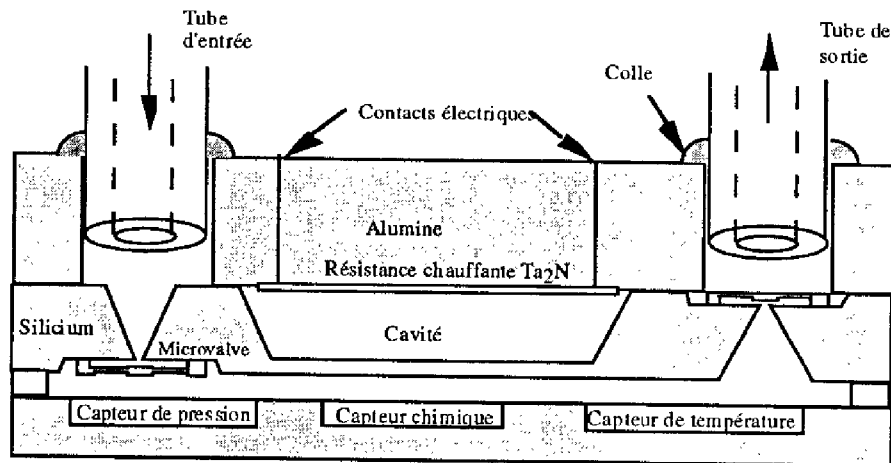 Tube
d'entrée
Tube de
sortie
Colle
Contacts électriques
Alumine
Résistance chauffante Ta2N
Silicium
Cavité
Microvalve
Capteur de pression
Capteur chimique
Capteur de température